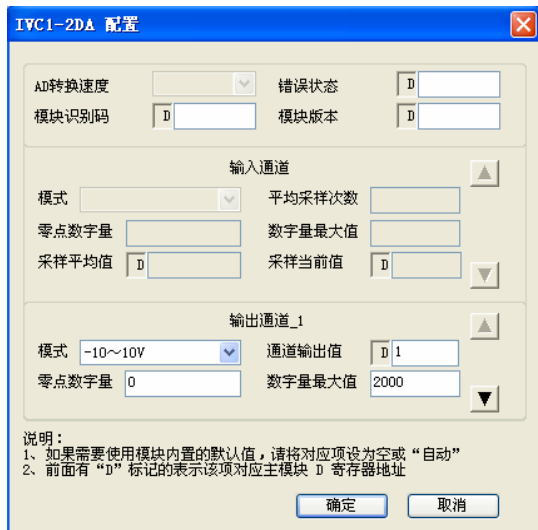 IVC1-2DA 配置
AD转换速度 错误状态 D
模块识别码 D 模块版本 D
输入通道
模式 平均采样次数
零点数字量 数字量最大值
采样平均值 D 采样当前值 D
输出通道_1
模式 -10～10V 通道输出值 D 1
零点数字量 0 数字量最大值 2000
说明：
1、如果需要使用模块内置的默认值，请将对应项设为空或“自动”
2、前面有“D”标记的表示该项对应主模块 D 寄存器地址
确定 取消